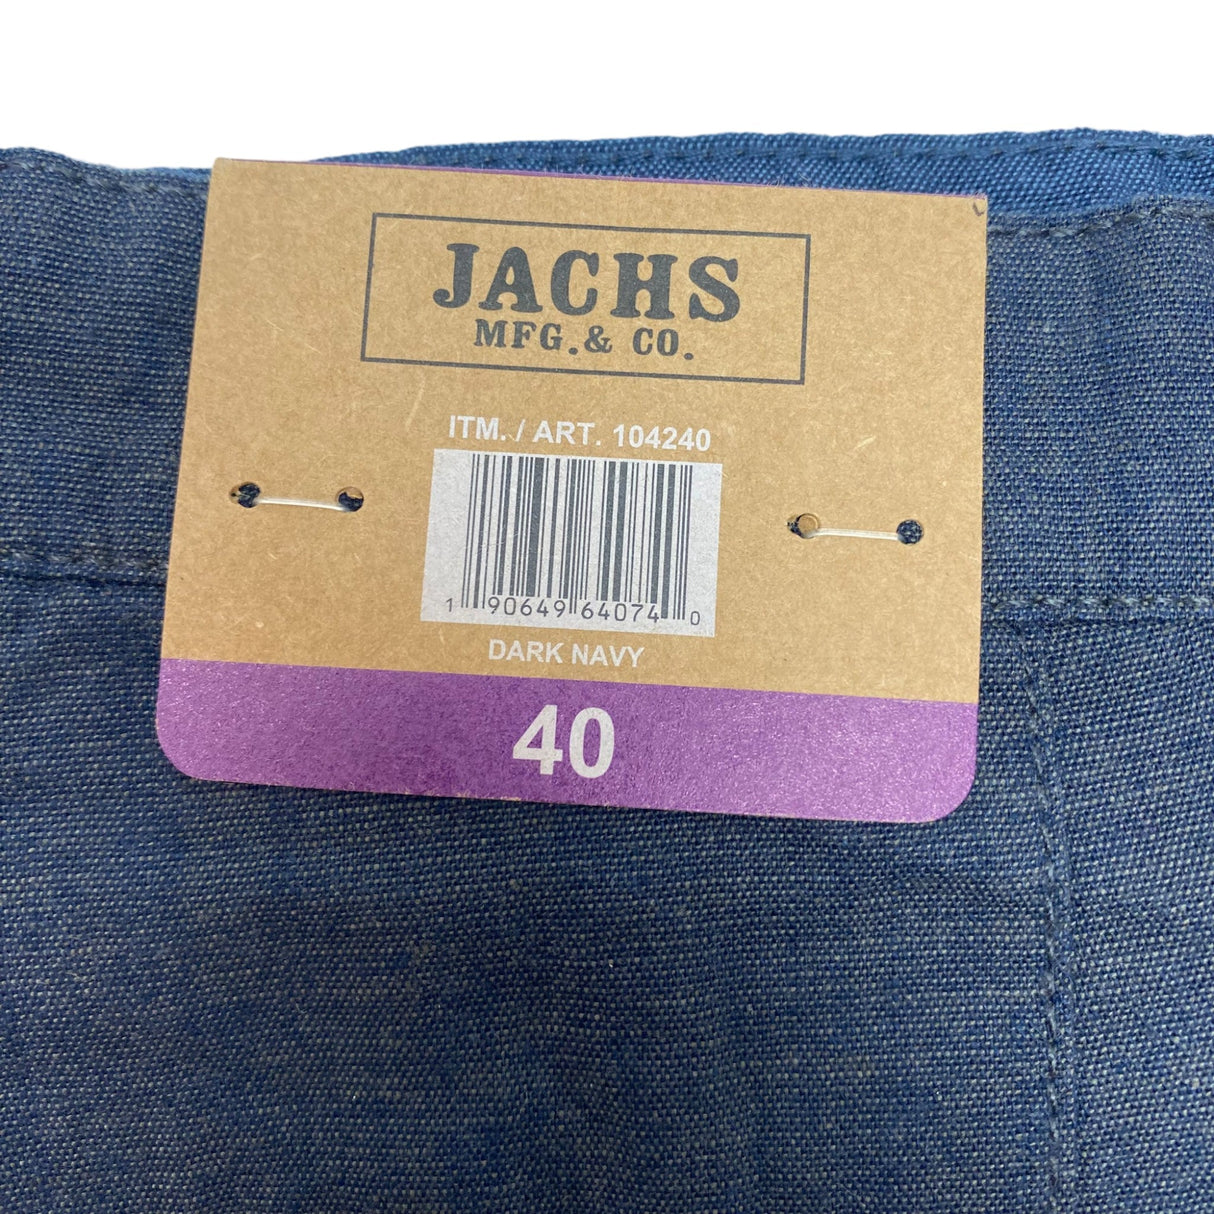 JACHS
MFG. & CO.
ITM. / ART. 104240
1 90649 64074 0
DARK NAVY
40